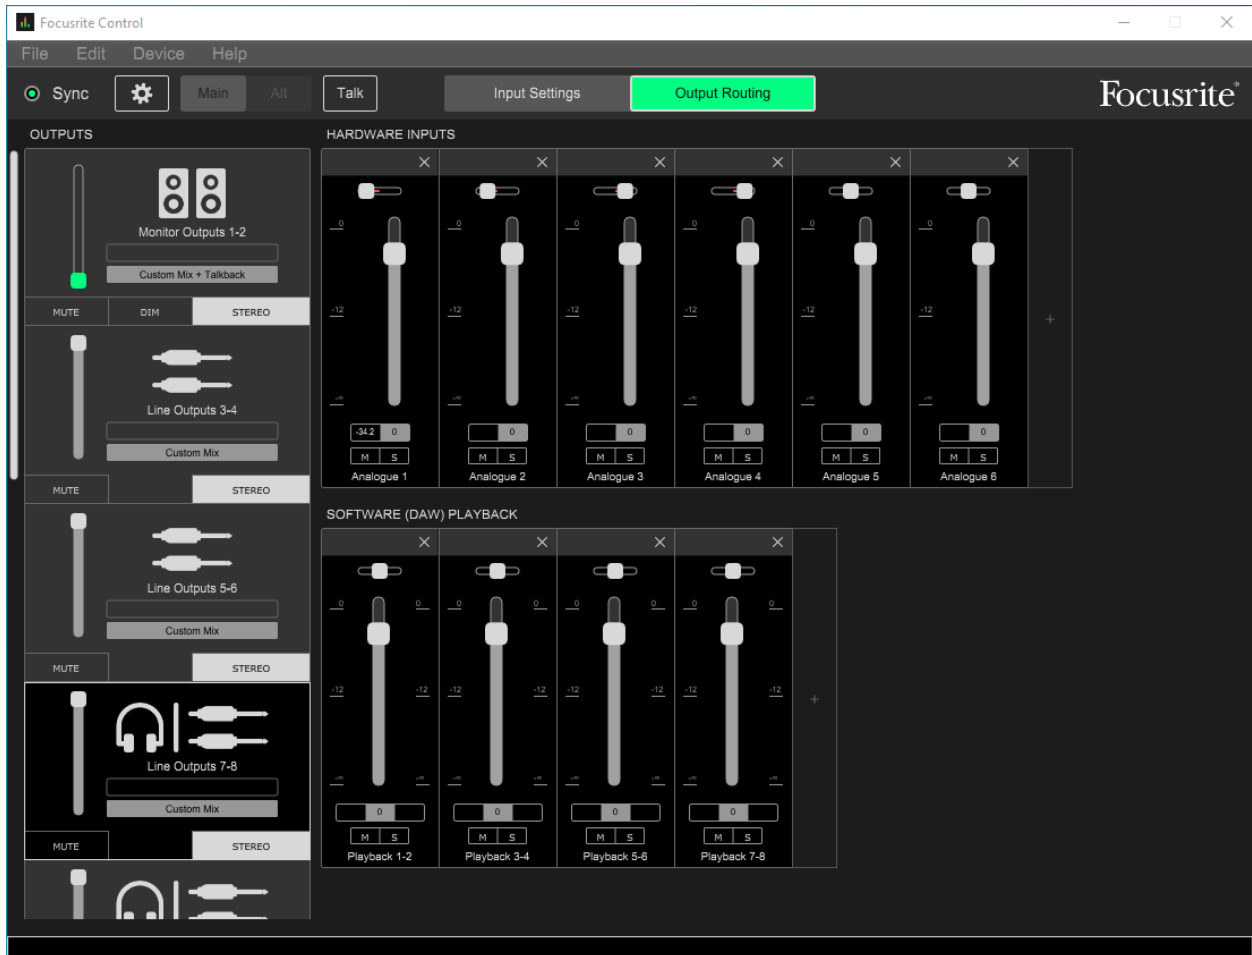 Focusrite Control
File Edit Device Help
Sync Main Alt Talk Input Settings Output Routing Focusrite
OUTPUTS
Monitor Outputs 1-2
Custom Mix + Talkback
MUTE DIM STEREO
Line Outputs 3-4
Custom Mix
MUTE STEREO
Line Outputs 5-6
Custom Mix
MUTE STEREO
Line Outputs 7-8
Custom Mix
MUTE STEREO
HARDWARE INPUTS
0 0 0 0 0 0
-12 -12 -12 -12 -12 -12
-∞ -∞ -∞ -∞ -∞ -∞
-34.2 0 0 0 0 0 0
M S M S M S M S M S M S
Analogue 1 Analogue 2 Analogue 3 Analogue 4 Analogue 5 Analogue 6
+
SOFTWARE (DAW) PLAYBACK
0 0 0 0 0 0 0 0
-12 -12 -12 -12 -12 -12 -12 -12
-∞ -∞ -∞ -∞ -∞ -∞ -∞ -∞
0 0 0 0
M S M S M S M S
Playback 1-2 Playback 3-4 Playback 5-6 Playback 7-8
+